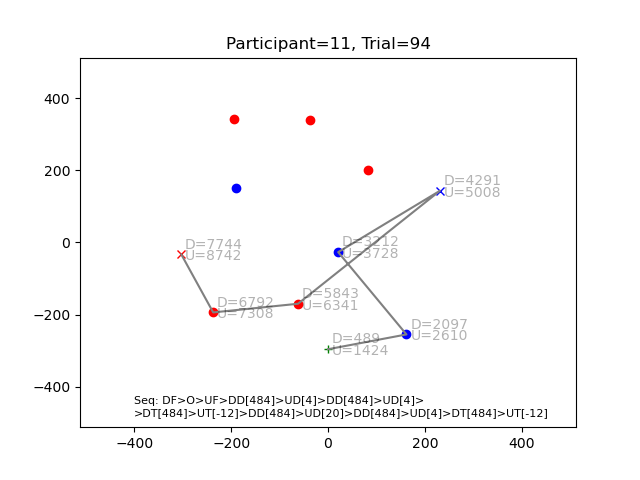 Participant=11, Trial=94
400
200
0
−200
−400
D=4291
U=5008
D=3212
U=3728
D=7744
U=8742
D=5843
U=6341
D=6792
U=7308
D=2097
U=2610
D=489
U=1424
Seq: DF>O>UF>DD[484]>UD[4]>DD[484]>UD[4]>
>DT[484]>UT[-12]>DD[484]>UD[20]>DD[484]>UD[4]>DT[484]>UT[-12]
−400
−200
0
200
400